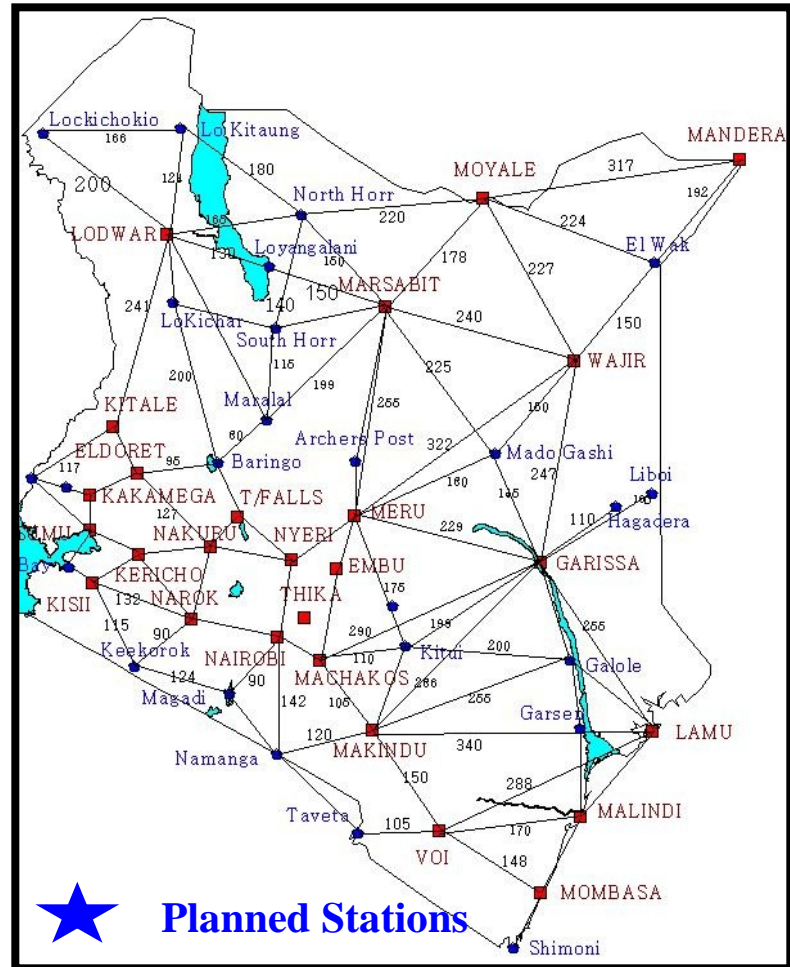 Lockichokio
Lo Kitaung
166
MANDERA
MOYALE
317
200
124
180
192
North Horr
220
224
LODWAR
165
130
Loyangalani
El Wak
150
178
227
MARSABIT
241
140
150
LoKichar
South Horr
240
150
WAJIR
115
225
200
199
Maralal
KITALE
255
ELDORET
60
Archers Post
322
Mado Gashi
95
Baringo
117
160
247
Liboi
KAKAMEGA
T/FALLS
110
127
MERU
Hagadera
NAKURU
NYERI
229
GARISSA
Bay
KERICHO
EMBU
175
KISII
132
NAROK
THIKA
199
255
115
90
290
Keekorok
NAIROBI
110
Kitui
200
Galole
124
MACHAKOS
286
Magadi
90
142
105
255
Garsen
LAMU
120
MAKINDU
340
Namanga
150
288
Taveta
MALINDI
105
170
VOI
148
MOMBASA
Planned Stations
Shimoni